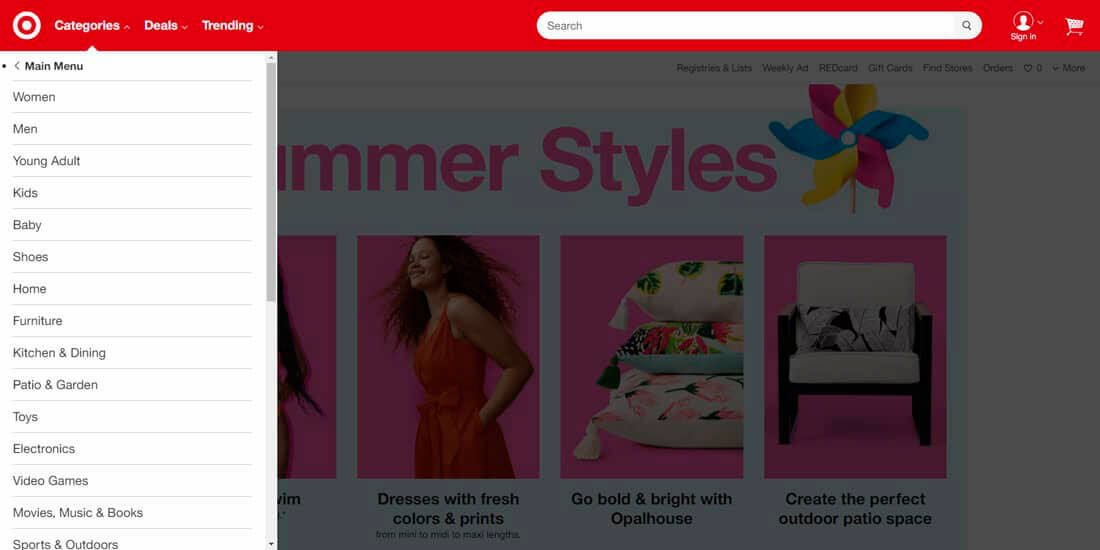 Categories Deals Trending
Search
Sign in
Main Menu
Women
Men
Young Adult
Kids
Baby
Shoes
Home
Furniture
Kitchen & Dining
Patio & Garden
Toys
Electronics
Video Games
Movies, Music & Books
Sports & Outdoors
Registries & Lists Weekly Ad REDcard Gift Cards Find Stores Orders 0 More
ummer Styles
wim
Dresses with fresh
colors & prints
from mini to midi to maxi lengths.
Go bold & bright with
Opalhouse
Create the perfect
outdoor patio space